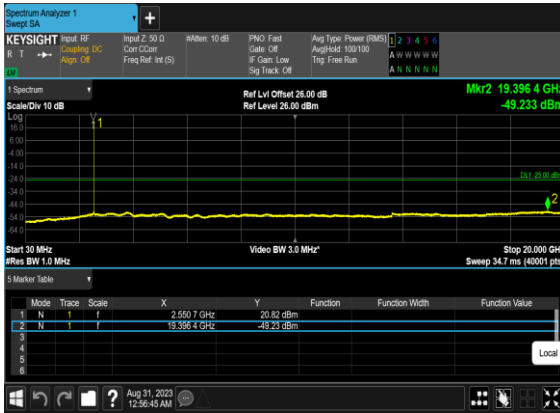 Spectrum Analyzer 1
Swept SA
KEYSIGHT Input: RF Input Z: 50 Ω #Atten: 10 dB PNO: Fast Avg Type: Power (RMS) 1 2 3 4 5 6
R T Coupling: DC Corr CCorr Gate: Off Avg|Hold: 100/100 A W W W W W
Align: Off Freq Ref: Int (S) IF Gain: Low Trig: Free Run
Sig Track: Off A N N N N N
1 Spectrum Ref Lvl Offset 26.00 dB Mkr2 19.396 4 GHz
Scale/Div 10 dB Ref Level 26.00 dBm -49.233 dBm
Log
16.0
6.00
-4.00
-14.0
-24.0
-34.0
-44.0
-54.0
-64.0
1
DL1 -25.00 dBm
2
Start 30 MHz Video BW 3.0 MHz* Stop 20.000 GHz
#Res BW 1.0 MHz Sweep 34.7 ms (40001 pts)
5 Marker Table
Mode Trace Scale X Y Function Function Width Function Value
1 N 1 f 2.550 7 GHz 20.82 dBm
2 N 1 f 19.396 4 GHz -49.23 dBm
3
4
5
6
Local
? Aug 31, 2023
12:56:45 AM